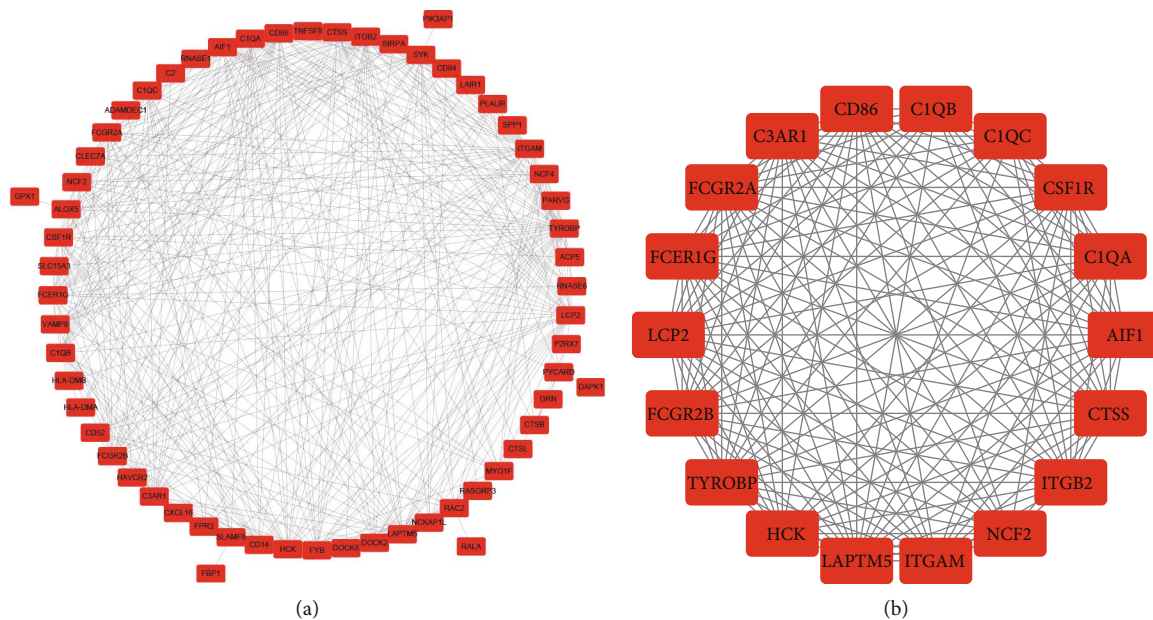 PIK3AP1
TNFSF8
CD86
CTSS
C1QA
ITGB2
AIF1
SIRPA
RNASE1
SYK
C2
CD84
C1QC
LAIR1
ADAMDEC1
PLAUR
FCGR2A
SPP1
CLEC7A
ITGAM
NCF2
NCF4
GPX1
ALOX5
PARVG
CSF1R
TYROBP
SLC15A3
ACP5
FCER1G
RNASE6
VAMP8
LCP2
C1QB
P2RX7
HLA-DMB
PYCARD
DAPK1
HLA-DMA
GRN
CD52
CTSB
FCGR2B
CTSL
HAVCR2
MYO1F
C3AR1
RASGRP3
CXCL16
RAC2
FPR3
NCKAP1L
SLAMF8
LAPTM5
CD14
DOCK2
HCK
FYB
DOCK8
RALA
FBP1
(a)
CD86
C1QB
C3AR1
C1QC
FCGR2A
CSF1R
FCER1G
C1QA
LCP2
AIF1
FCGR2B
CTSS
TYROBP
ITGB2
HCK
NCF2
LAPTM5
ITGAM
(b)